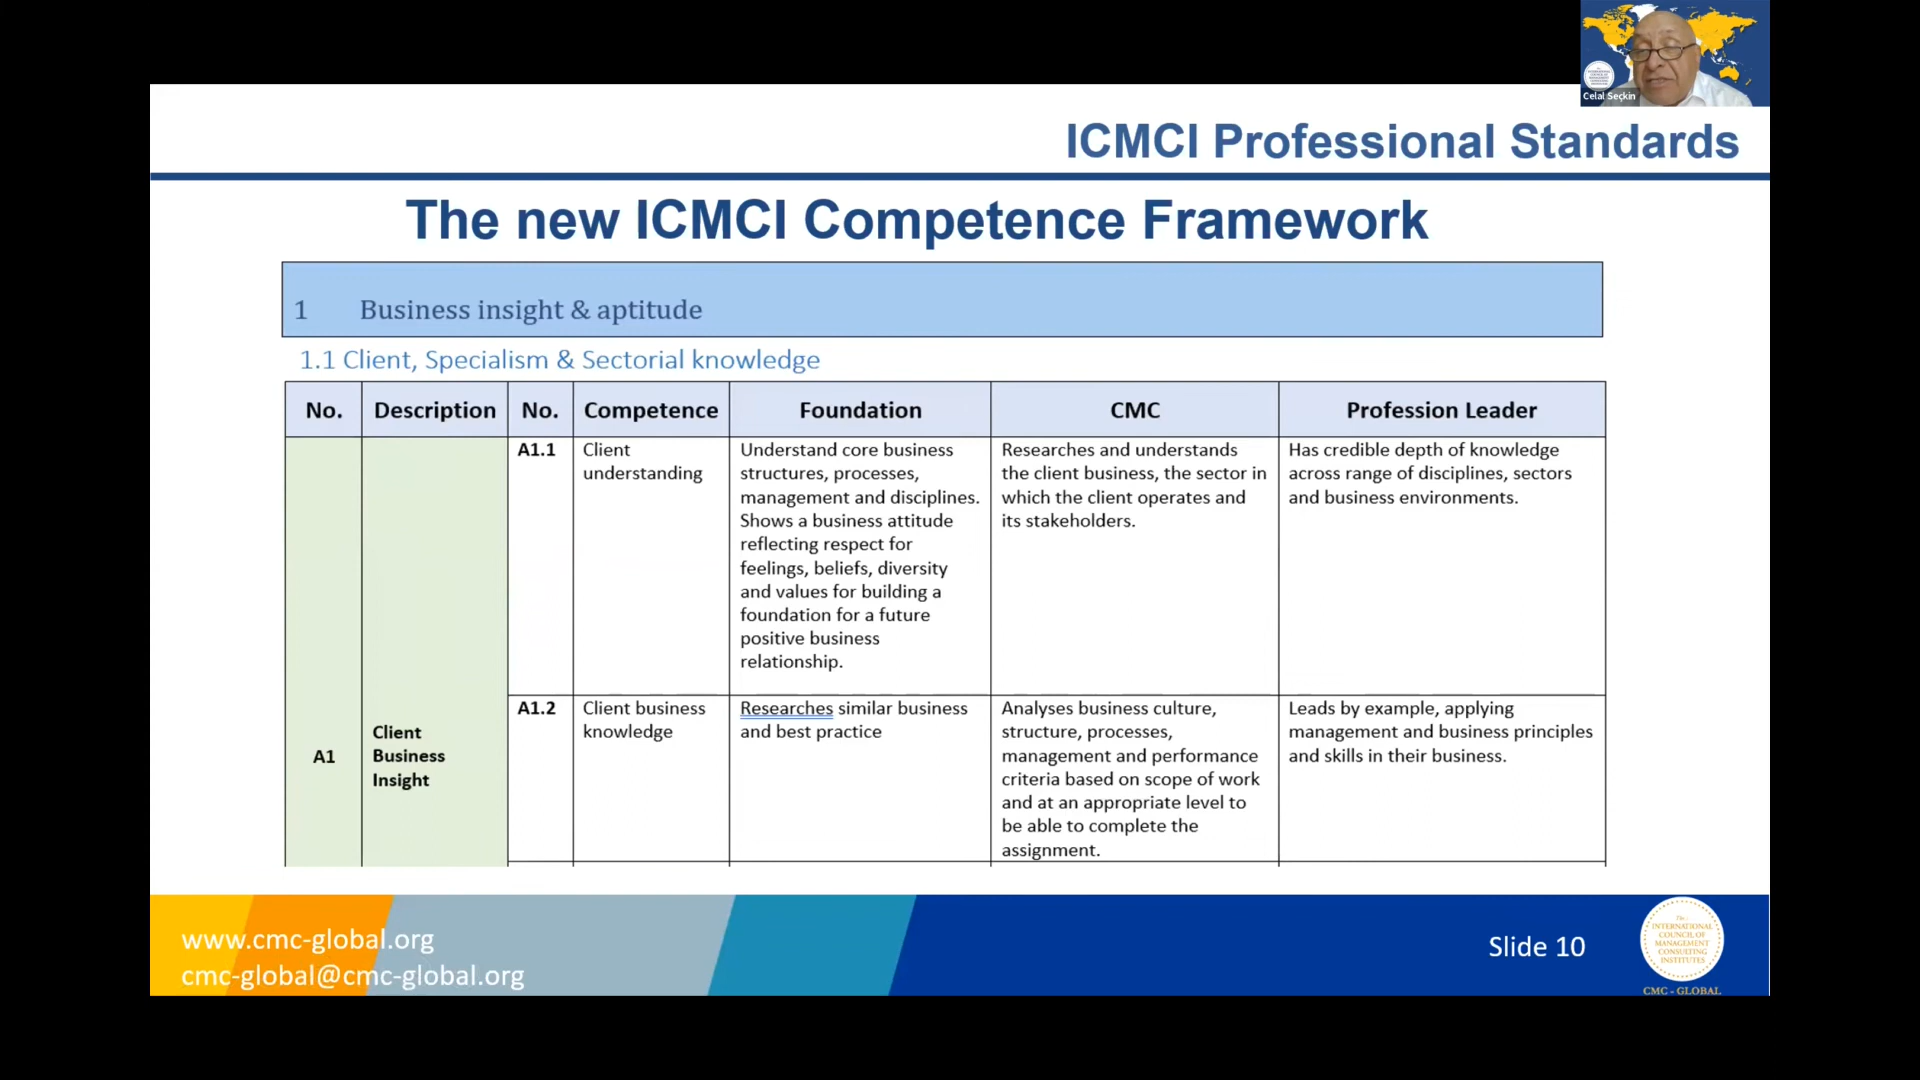 Celal Seçkin
ICMCI Professional Standards
The new ICMCI Competence Framework
1 Business insight & aptitude
1.1 Client, Specialism & Sectorial knowledge
No. Description No. Competence Foundation CMC Profession Leader
A1
Client
Business
Insight
A1.1
Client
understanding
Understand core business
structures, processes,
management and disciplines.
Shows a business attitude
reflecting respect for
feelings, beliefs, diversity
and values for building a
foundation for a future
positive business
relationship.
Researches and understands
the client business, the sector in
which the client operates and
its stakeholders.
Has credible depth of knowledge
across range of disciplines, sectors
and business environments.
A1.2
Client business
knowledge
Researches similar business
and best practice
Analyses business culture,
structure, processes,
management and performance
criteria based on scope of work
and at an appropriate level to
be able to complete the
assignment.
Leads by example, applying
management and business principles
and skills in their business.
www.cmc-global.org
cmc-global@cmc-global.org
Slide 10
The
INTERNATIONAL
COUNCIL OF
MANAGEMENT
CONSULTING
INSTITUTES
CMC - GLOBAL